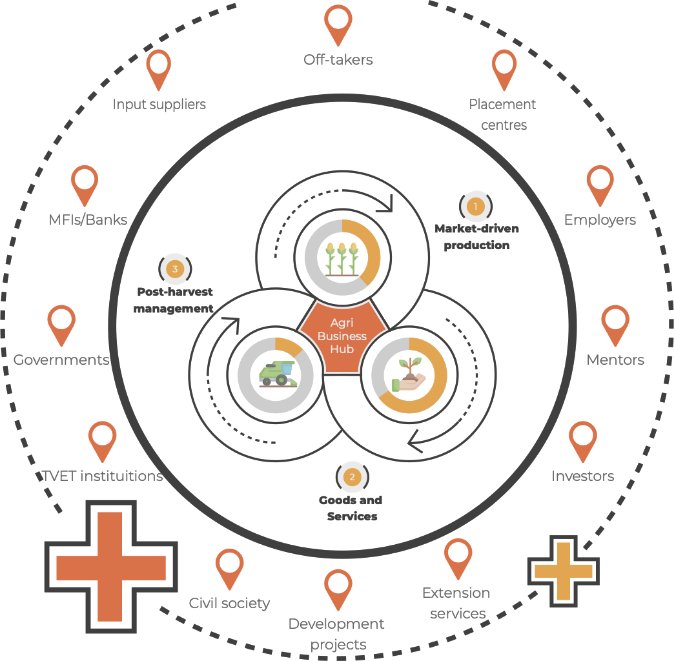 Off-takers
Input suppliers
Placement
centres
MFIs/Banks
Employers
1
Market-driven
production
3
Post-harvest
management
Agri
Business
Hub
Governments
Mentors
TVET instituitions
Investors
2
Goods and
Services
Civil society
Development
projects
Extension
services